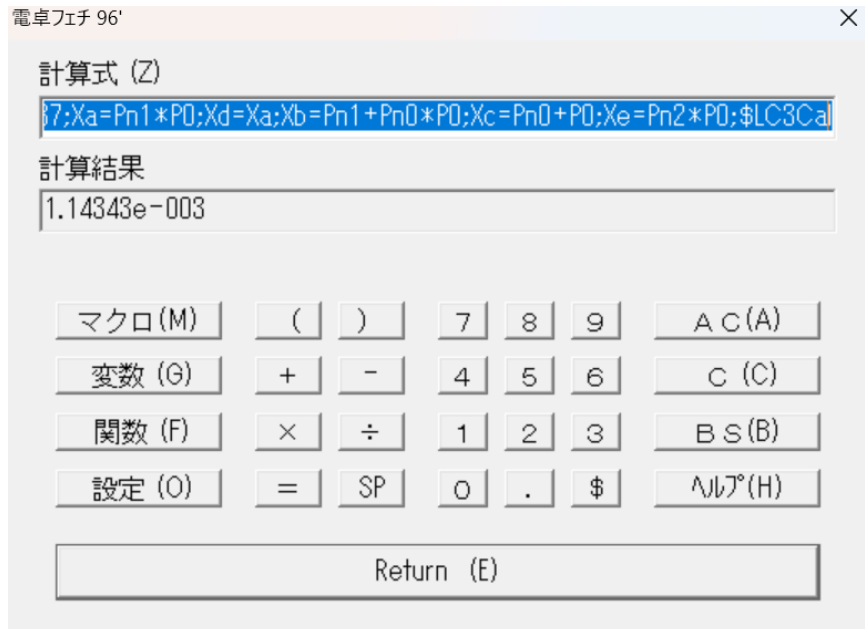 電卓フェチ 96'
計算式 (Z)
37;Xa=Pn1*P0;Xd=Xa;Xb=Pn1+Pn0*P0;Xc=Pn0+P0;Xe=Pn2*P0;$LC3Ca
計算結果
1.14343e-003
マクロ(M) ( ) 7 8 9 AC(A)
変数 (G) + - 4 5 6 C (C)
関数 (F) × ÷ 1 2 3 BS(B)
設定 (O) = SP 0 . $ ヘルプ(H)
Return (E)